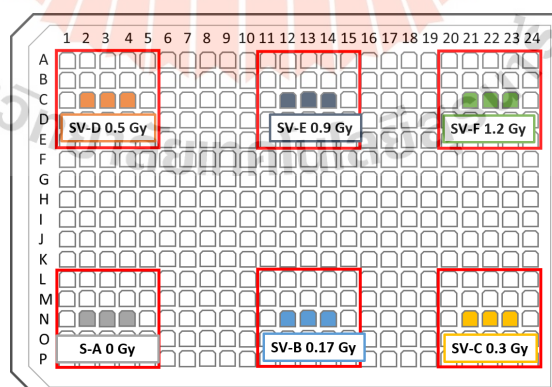 1 2 3 4 5 6 7 8 9 10 11 12 13 14 15 16 17 18 19 20 21 22 23 24
A
B
C
D
SV-D 0.5 Gy SV-E 0.9 Gy SV-F 1.2 Gy
E
F
G
H
I
J
K
L
M
N
O
S-A 0 Gy SV-B 0.17 Gy SV-C 0.3 Gy
P